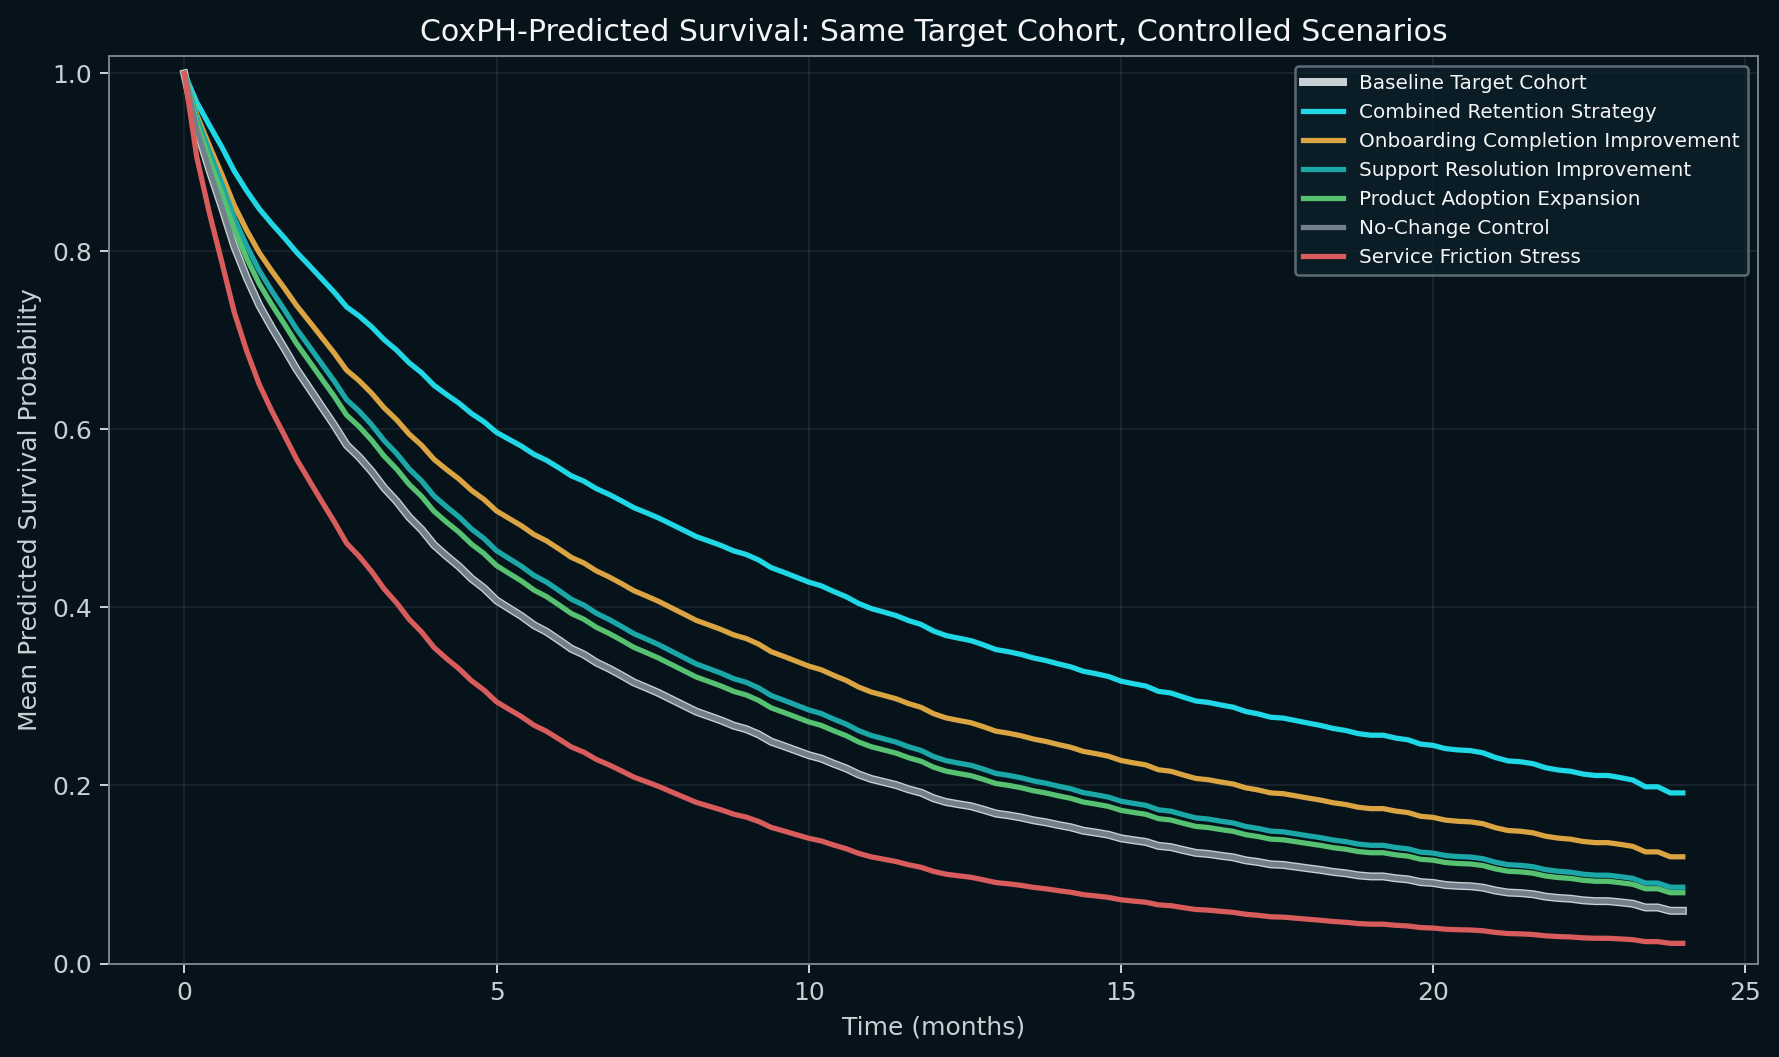 CoxPH-Predicted Survival: Same Target Cohort, Controlled Scenarios
Baseline Target Cohort
Combined Retention Strategy
Onboarding Completion Improvement
Support Resolution Improvement
Product Adoption Expansion
No-Change Control
Service Friction Stress
Mean Predicted Survival Probability
1.0
0.8
0.6
0.4
0.2
0.0
0
5
10
15
20
25
Time (months)